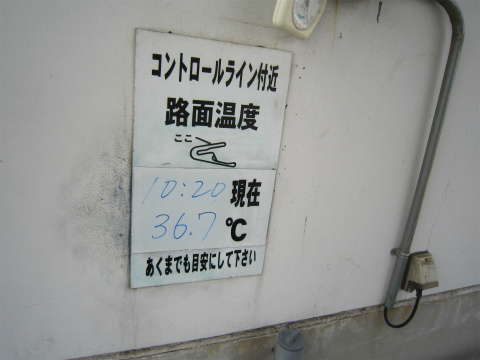 コントロールライン付近
路面温度
ここ
10:20 現在
36.7 ℃
あくまでも目安にして下さい